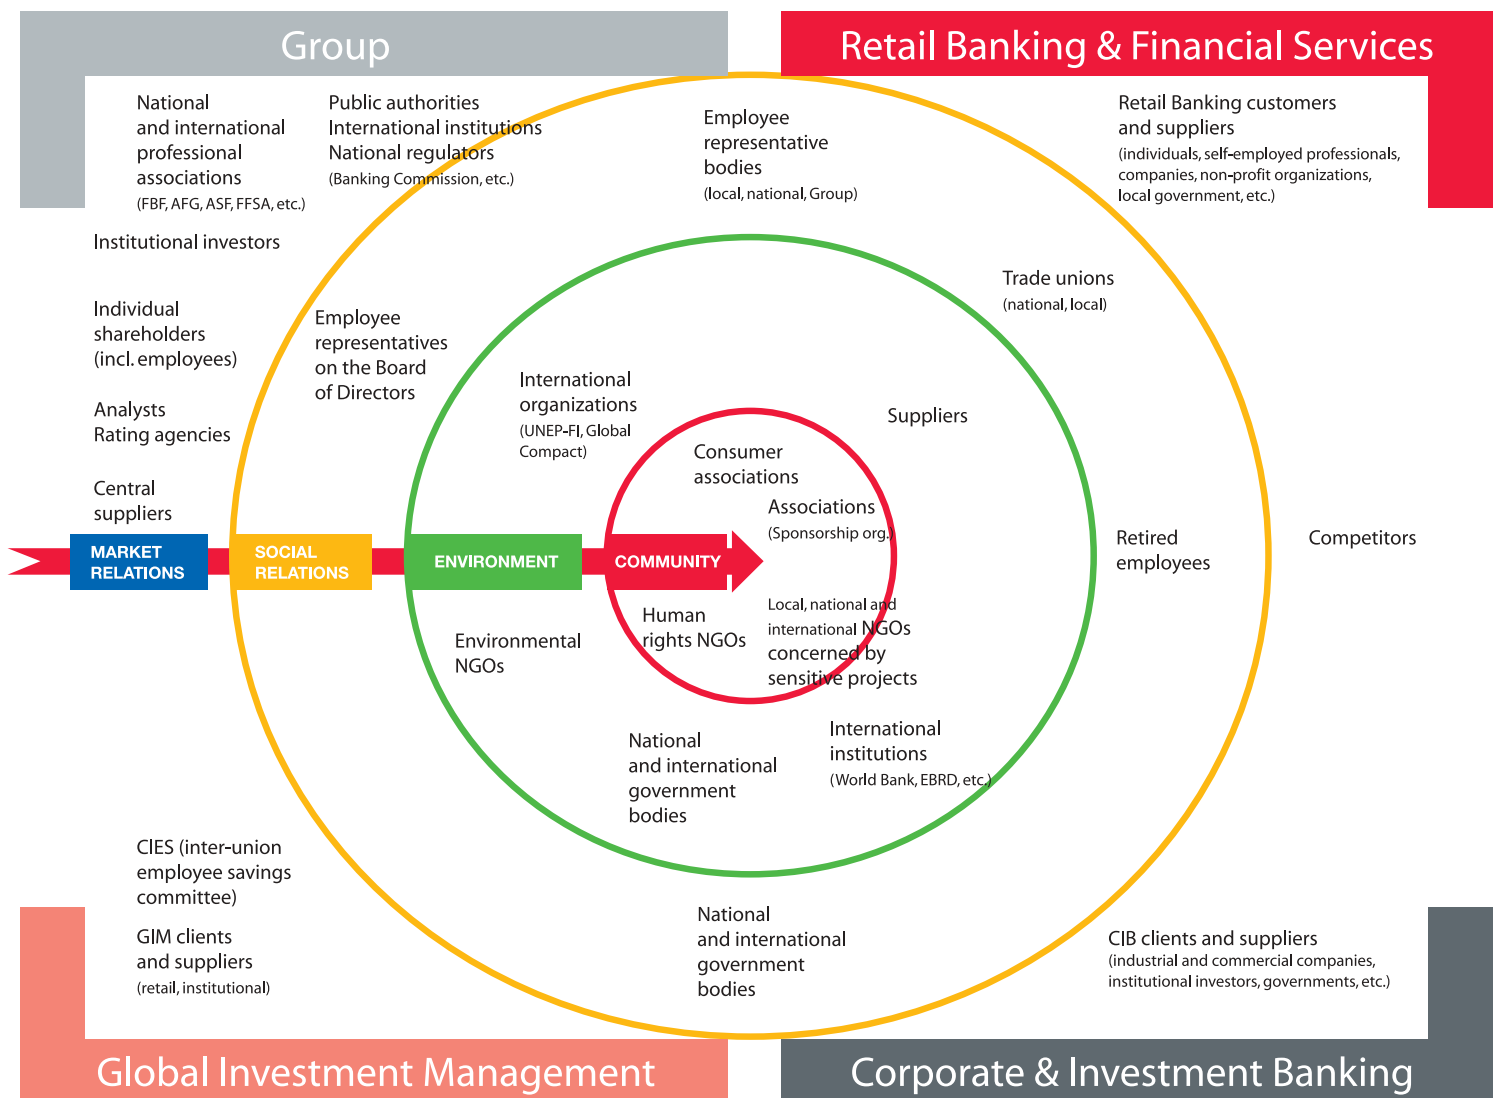 Group
Retail Banking & Financial Services
National
and international
professional
associations
(FBF, AFG, ASF, FFSA, etc.)
Public authorities
International institutions
National regulators
(Banking Commission, etc.)
Employee
representative
bodies
(local, national, Group)
Retail Banking customers
and suppliers
(individuals, self-employed professionals,
companies, non-profit organizations,
local government, etc.)
Institutional investors
Trade unions
(national, local)
Individual
shareholders
(incl. employees)
Employee
representatives
on the Board
of Directors
International
organizations
(UNEP-FI, Global
Compact)
Suppliers
Analysts
Rating agencies
Consumer
associations
Central
suppliers
Associations
(Sponsorship org.)
MARKET
RELATIONS
SOCIAL
RELATIONS
ENVIRONMENT
COMMUNITY
Retired
employees
Competitors
Environmental
NGOs
Human
rights NGOs
Local, national and
international NGOs
concerned by
sensitive projects
National
and international
government
bodies
International
institutions
(World Bank, EBRD, etc.)
CIES (inter-union
employee savings
committee)
GIM clients
and suppliers
(retail, institutional)
National
and international
government
bodies
CIB clients and suppliers
(industrial and commercial companies,
institutional investors, governments, etc.)
Global Investment Management
Corporate & Investment Banking